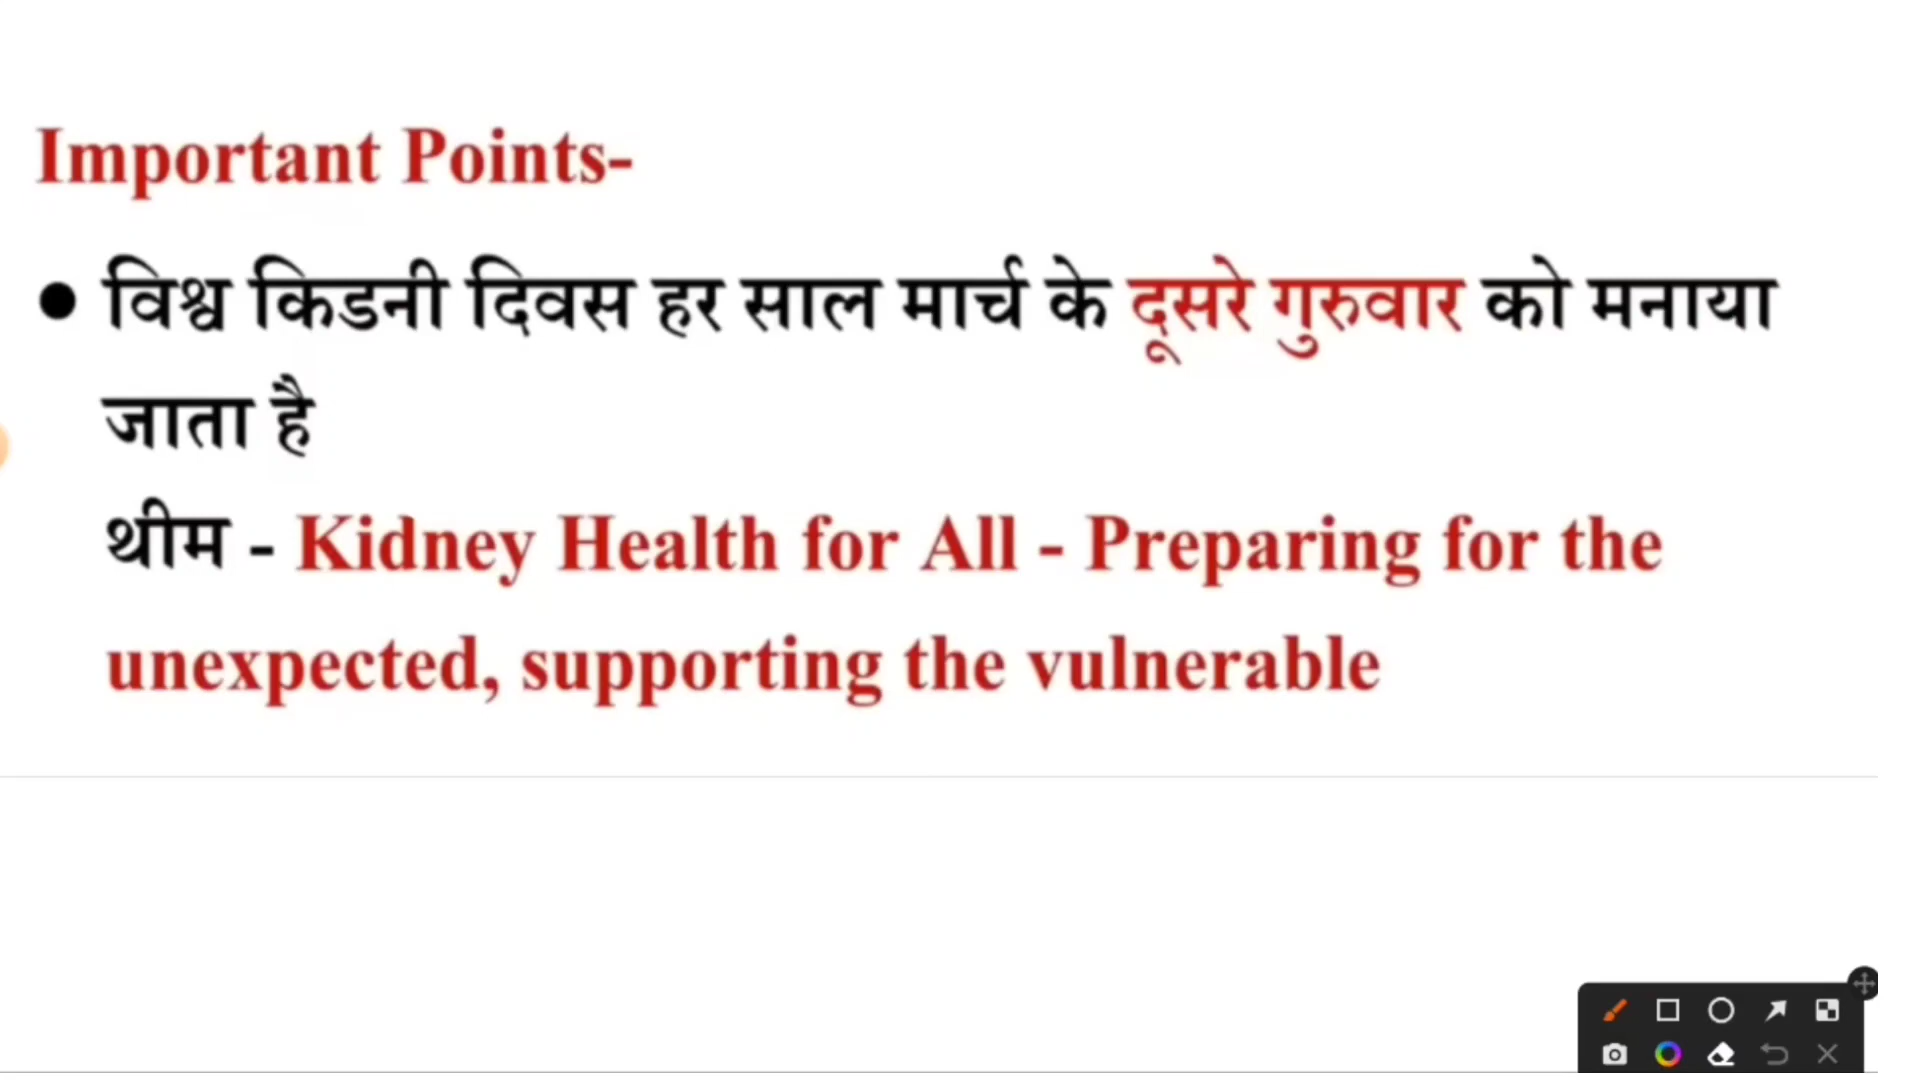 Important Points-
● विश्व किडनी दिवस हर साल मार्च के दूसरे गुरुवार को मनाया
जाता है
थीम - Kidney Health for All - Preparing for the
unexpected, supporting the vulnerable